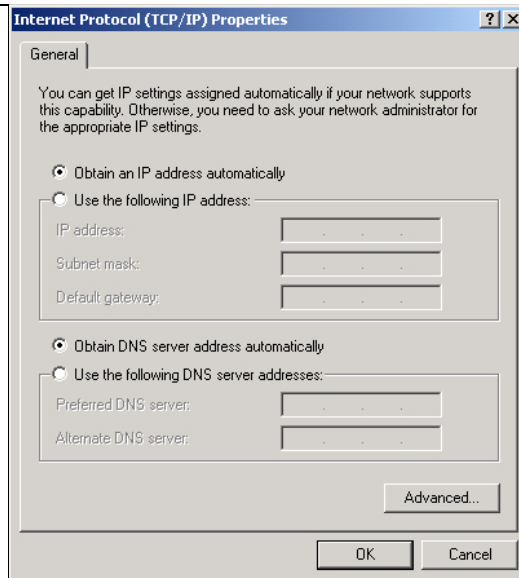 Internet Protocol (TCP/IP) Properties
General
You can get IP settings assigned automatically if your network supports
this capability. Otherwise, you need to ask your network administrator for
the appropriate IP settings.
Obtain an IP address automatically
Use the following IP address:
IP address:
Subnet mask:
Default gateway:
Obtain DNS server address automatically
Use the following DNS server addresses:
Preferred DNS server:
Alternate DNS server:
Advanced...
OK
Cancel